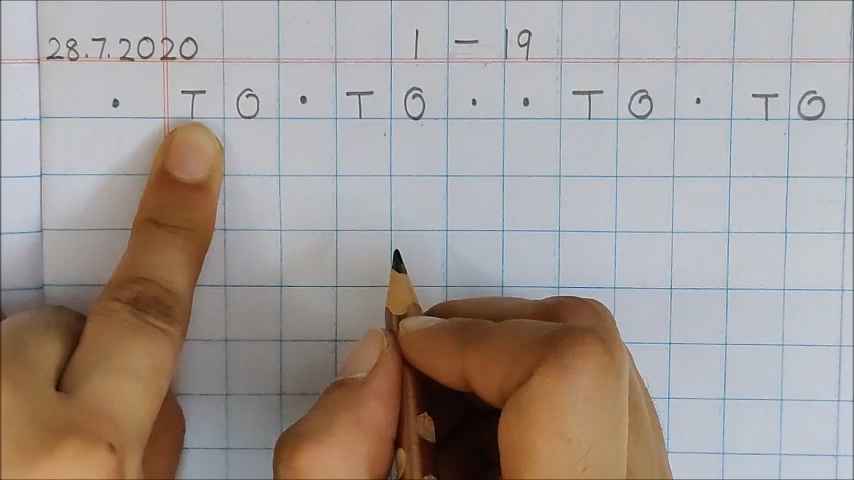 28.7.2020 1 — 19
• T O • T O • • T O • T O